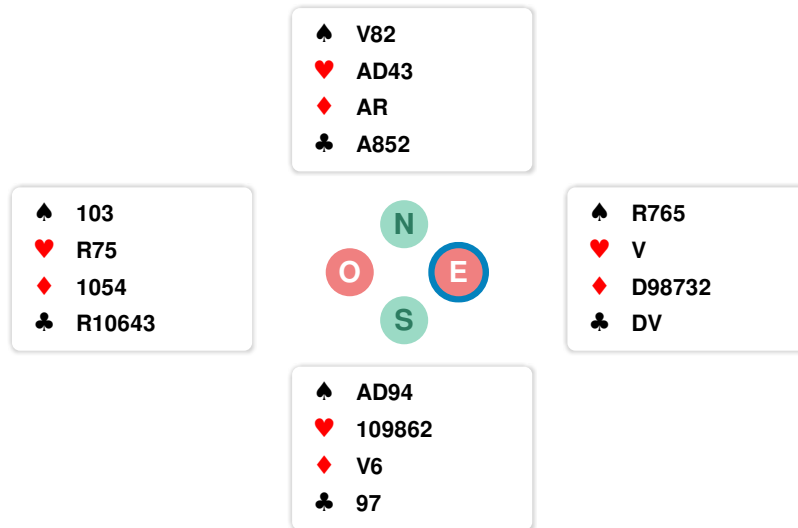 ♠ V82
♥ AD43
♦ AR
♣ A852
♠ 103
♥ R75
♦ 1054
♣ R10643
N
O
E
S
♠ R765
♥ V
♦ D98732
♣ DV
♠ AD94
♥ 109862
♦ V6
♣ 97